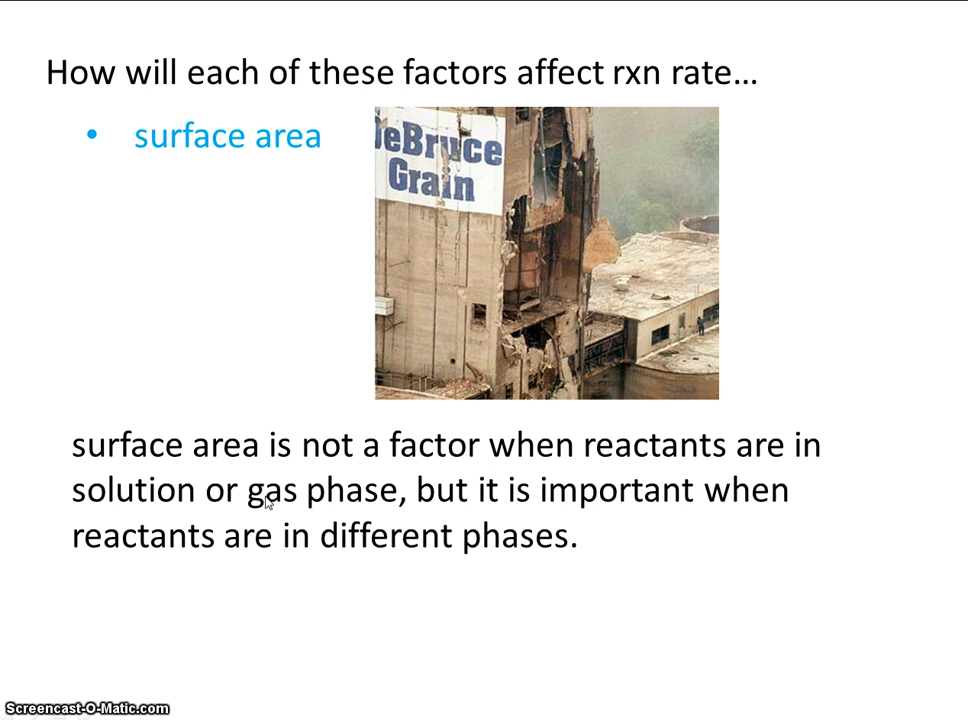 How will each of these factors affect rxn rate...
• surface area
DeBruce
Grain
surface area is not a factor when reactants are in
solution or gas phase, but it is important when
reactants are in different phases.
Screencast-O-Matic.com